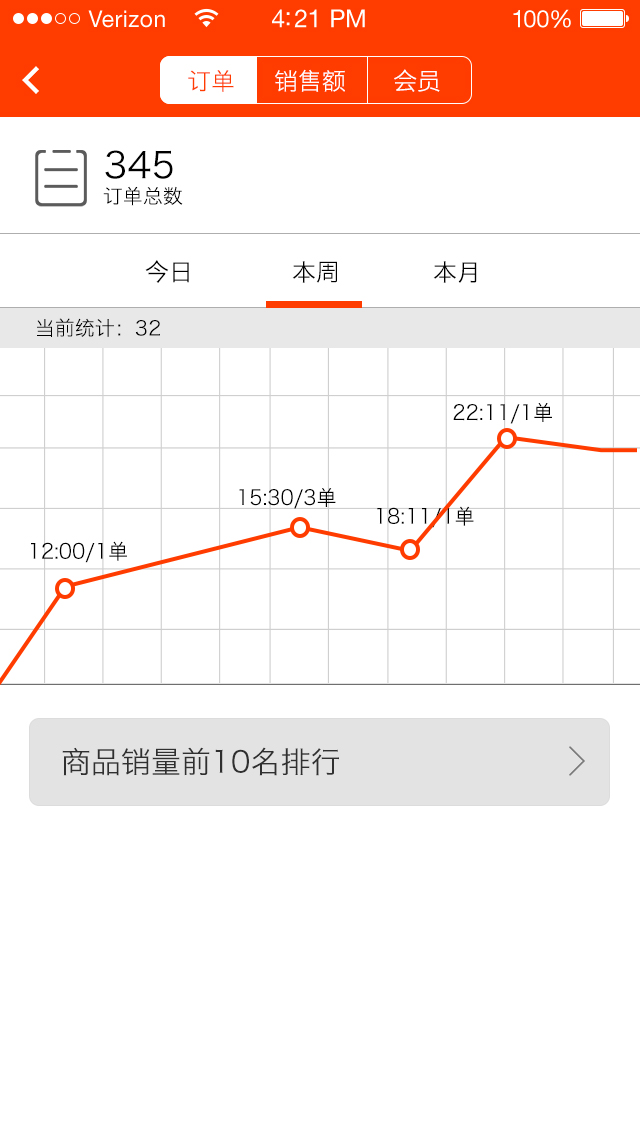 Verizon 4:21 PM 100%
订单 销售额 会员
345
订单总数
今日 本周 本月
当前统计：32
22:11/1单
15:30/3单
18:11/1单
12:00/1单
商品销量前10名排行